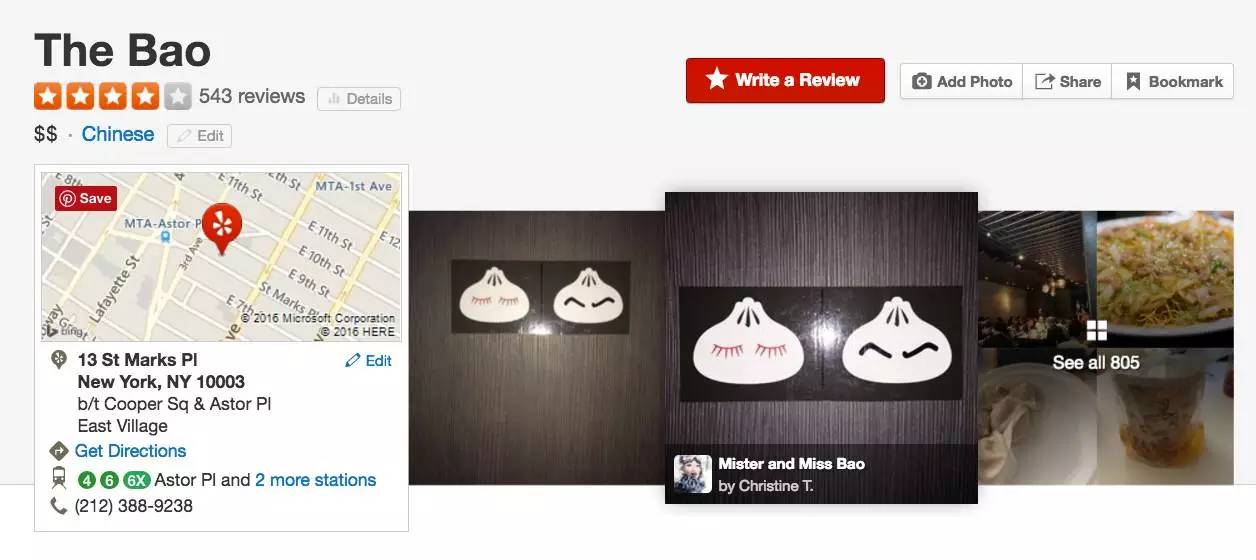 The Bao
543 reviews
Details
$$ · Chinese
Edit
Write a Review
Add Photo
Share
Bookmark
Save
E 8th St
E 11th St
MTA-1st Ave
MTA-Astor P
3rd Ave
E 11th St
E 12
E 10th St
E 9th St
Lafayette St
E 7th St
St Marks Pl
way
bing
© 2016 Microsoft Corporation
© 2016 HERE
13 St Marks Pl
Edit
New York, NY 10003
b/t Cooper Sq & Astor Pl
East Village
Get Directions
4 6 6X Astor Pl and 2 more stations
(212) 388-9238
Mister and Miss Bao
by Christine T.
See all 805